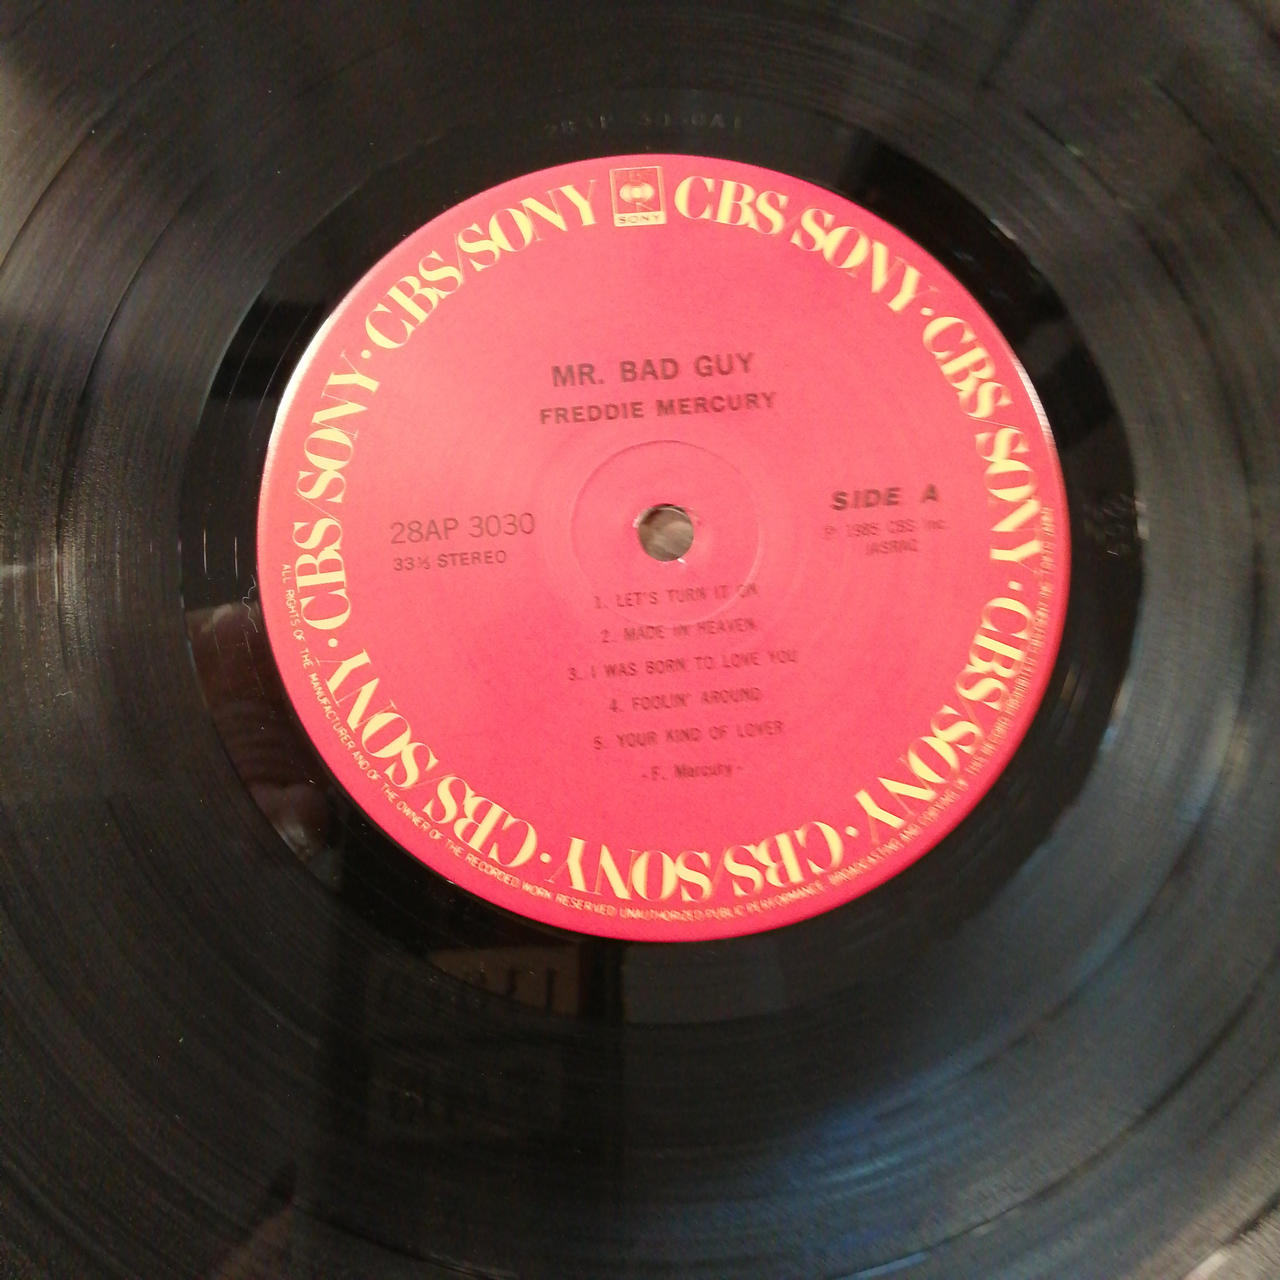 CBS/SONY · CBS/SONY · CBS/SONY · CBS/SONY · CBS/SONY · CBS/SONY · CBS/SONY
SONY
MR. BAD GUY
FREDDIE MERCURY
SIDE A
28AP 3030
33⅓ STEREO
℗ 1985 CBS Inc.
JASRAC
1. LET'S TURN IT ON
2. MADE IN HEAVEN
3. I WAS BORN TO LOVE YOU
4. FOOLIN' AROUND
5. YOUR KIND OF LOVER
- F. Mercury -
ALL RIGHTS OF THE MANUFACTURER AND OF THE OWNER OF THE RECORDED WORK RESERVED UNAUTHORIZED PUBLIC PERFORMANCE BROADCASTING AND COPYING OF THIS RECORD PROHIBITED